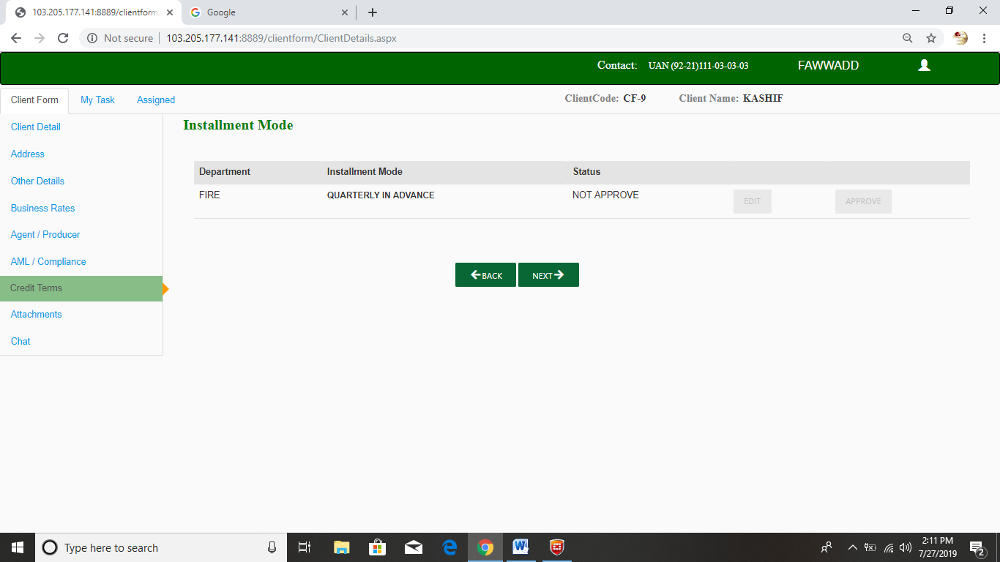 103.205.177.141:8889/clientform
Google
Not secure
103.205.177.141:8889/clientform/ClientDetails.aspx
Contact: UAN (92-21)111-03-03-03 FAWWADD
Client Form My Task Assigned ClientCode: CF-9 Client Name: KASHIF
Client Detail
Address
Other Details
Business Rates
Agent / Producer
AML / Compliance
Credit Terms
Attachments
Chat
Installment Mode
Department Installment Mode Status
FIRE QUARTERLY IN ADVANCE NOT APPROVE EDIT APPROVE
BACK NEXT
Type here to search
2:11 PM
7/27/2019
2